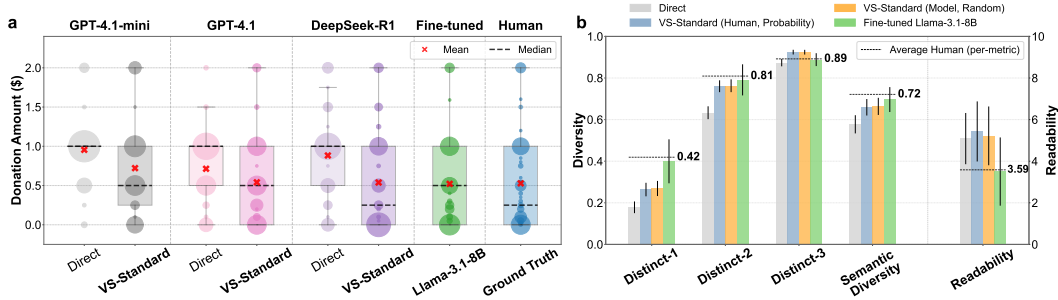 a
GPT-4.1-mini
GPT-4.1
DeepSeek-R1
Fine-tuned
Human
Mean
Median
Donation Amount ($)
2.0
1.5
1.0
0.5
0.0
Direct
VS-Standard
Direct
VS-Standard
Direct
VS-Standard
Llama-3.1-8B
Ground Truth
b
Direct
VS-Standard (Human, Probability)
VS-Standard (Model, Random)
Fine-tuned Llama-3.1-8B
Average Human (per-metric)
Diversity
1.0
0.8
0.6
0.4
0.2
0.0
0.42
0.81
0.89
0.72
3.59
10
8
6
4
2
0
Readability
Distinct-1
Distinct-2
Distinct-3
Semantic
Diversity
Readability